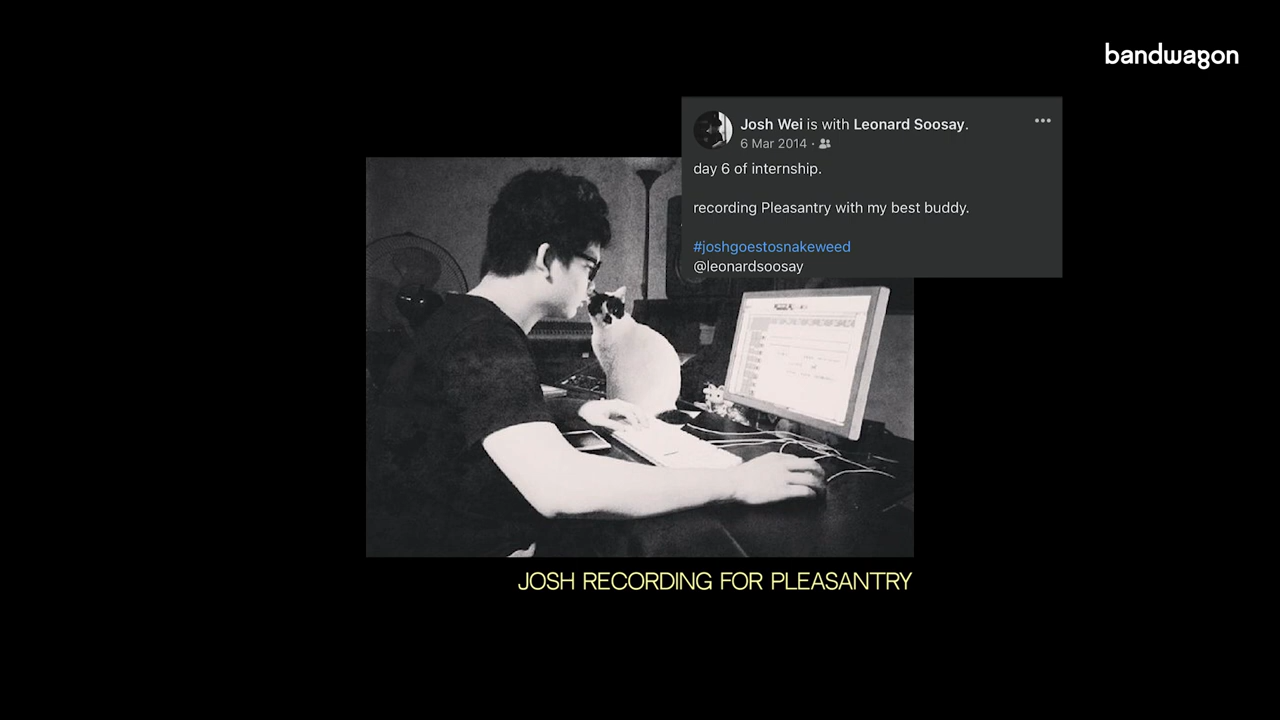 bandwagon
Josh Wei is with Leonard Soosay.
6 Mar 2014 ·
day 6 of internship.
recording Pleasantry with my best buddy.
#joshgoestosnakeweed
@leonardsoosay
JOSH RECORDING FOR PLEASANTRY